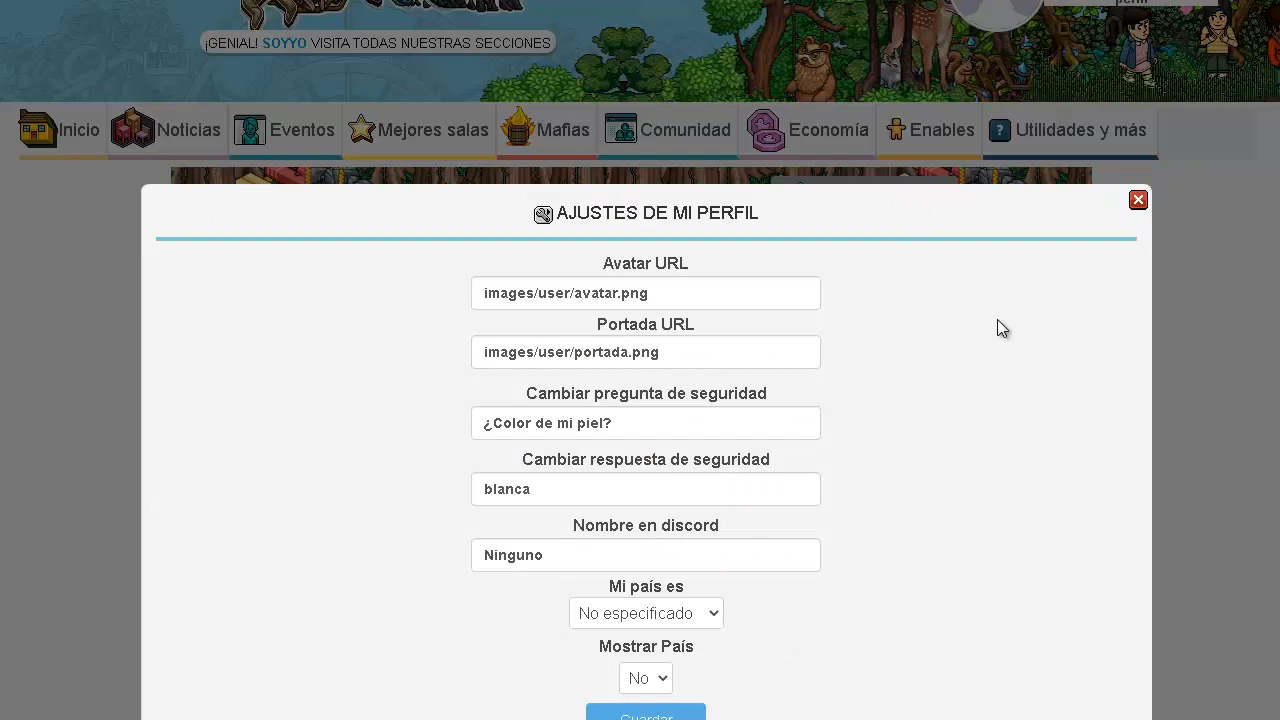 ¡GENIAL! SOYYO VISITA TODAS NUESTRAS SECCIONES
Inicio Noticias Eventos Mejores salas Mafias Comunidad Economía Enables Utilidades y más
AJUSTES DE MI PERFIL
Avatar URL
images/user/avatar.png
Portada URL
images/user/portada.png
Cambiar pregunta de seguridad
¿Color de mi piel?
Cambiar respuesta de seguridad
blanca
Nombre en discord
Ninguno
Mi país es
No especificado
Mostrar País
No
Guardar